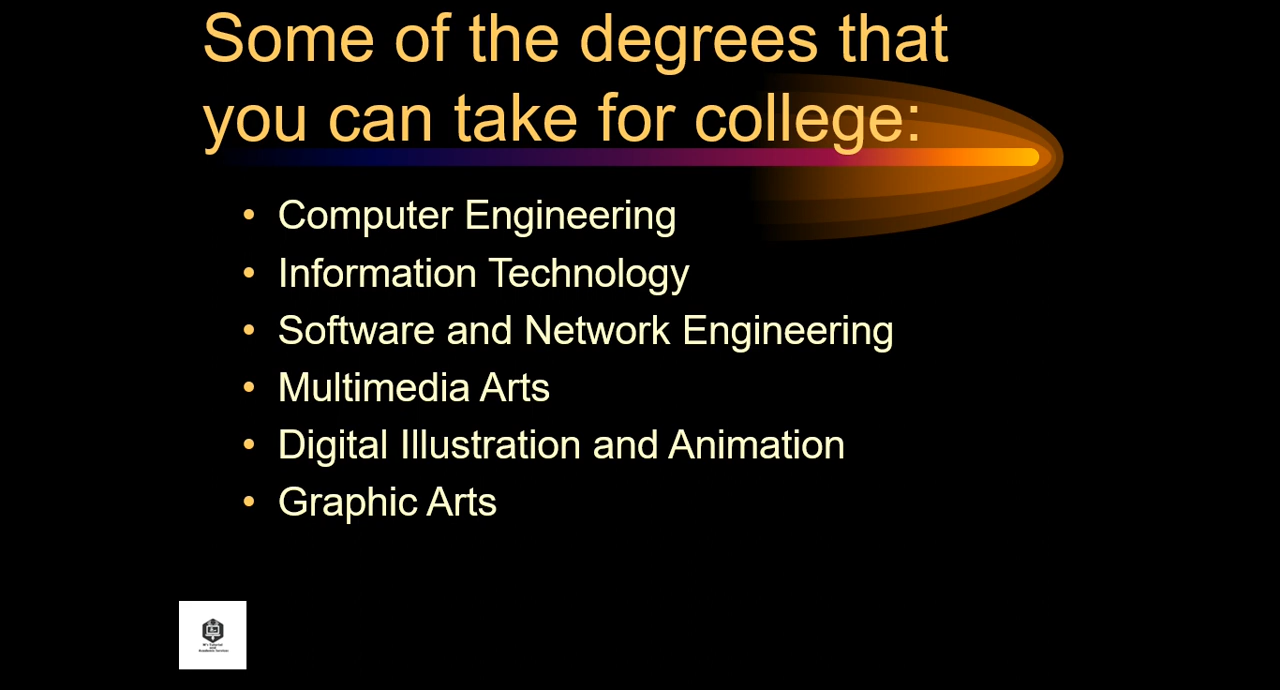 Some of the degrees that
you can take for college:
• Computer Engineering
• Information Technology
• Software and Network Engineering
• Multimedia Arts
• Digital Illustration and Animation
• Graphic Arts